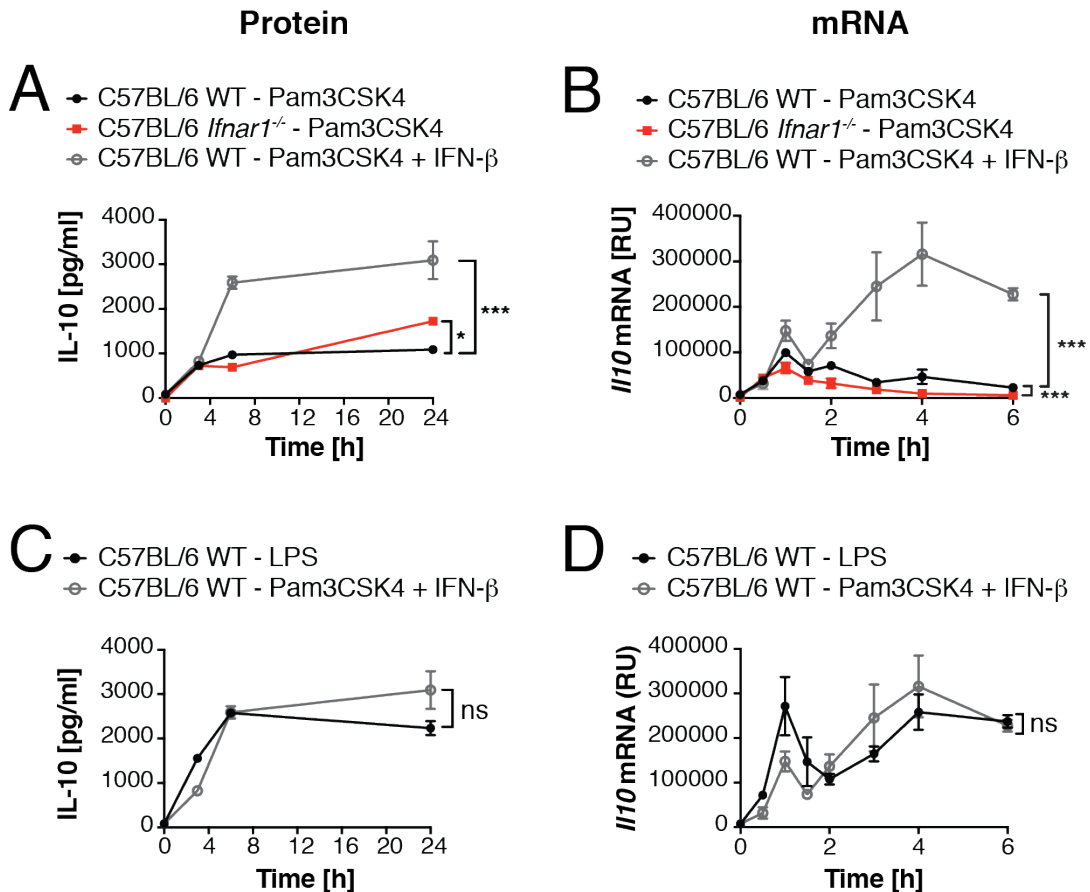 Protein
mRNA
A
C57BL/6 WT - Pam3CSK4
C57BL/6 Ifnar1-/- - Pam3CSK4
C57BL/6 WT - Pam3CSK4 + IFN-β
IL-10 [pg/ml]
4000
3000
2000
1000
0
0 4 8 12 16 20 24
Time [h]
***
*
B
C57BL/6 WT - Pam3CSK4
C57BL/6 Ifnar1-/- - Pam3CSK4
C57BL/6 WT - Pam3CSK4 + IFN-β
Il10 mRNA [RU]
400000
300000
200000
100000
0
0 2 4 6
Time [h]
***
***
C
C57BL/6 WT - LPS
C57BL/6 WT - Pam3CSK4 + IFN-β
IL-10 [pg/ml]
4000
3000
2000
1000
0
0 4 8 12 16 20 24
Time [h]
ns
D
C57BL/6 WT - LPS
C57BL/6 WT - Pam3CSK4 + IFN-β
Il10 mRNA (RU)
400000
300000
200000
100000
0
0 2 4 6
Time [h]
ns